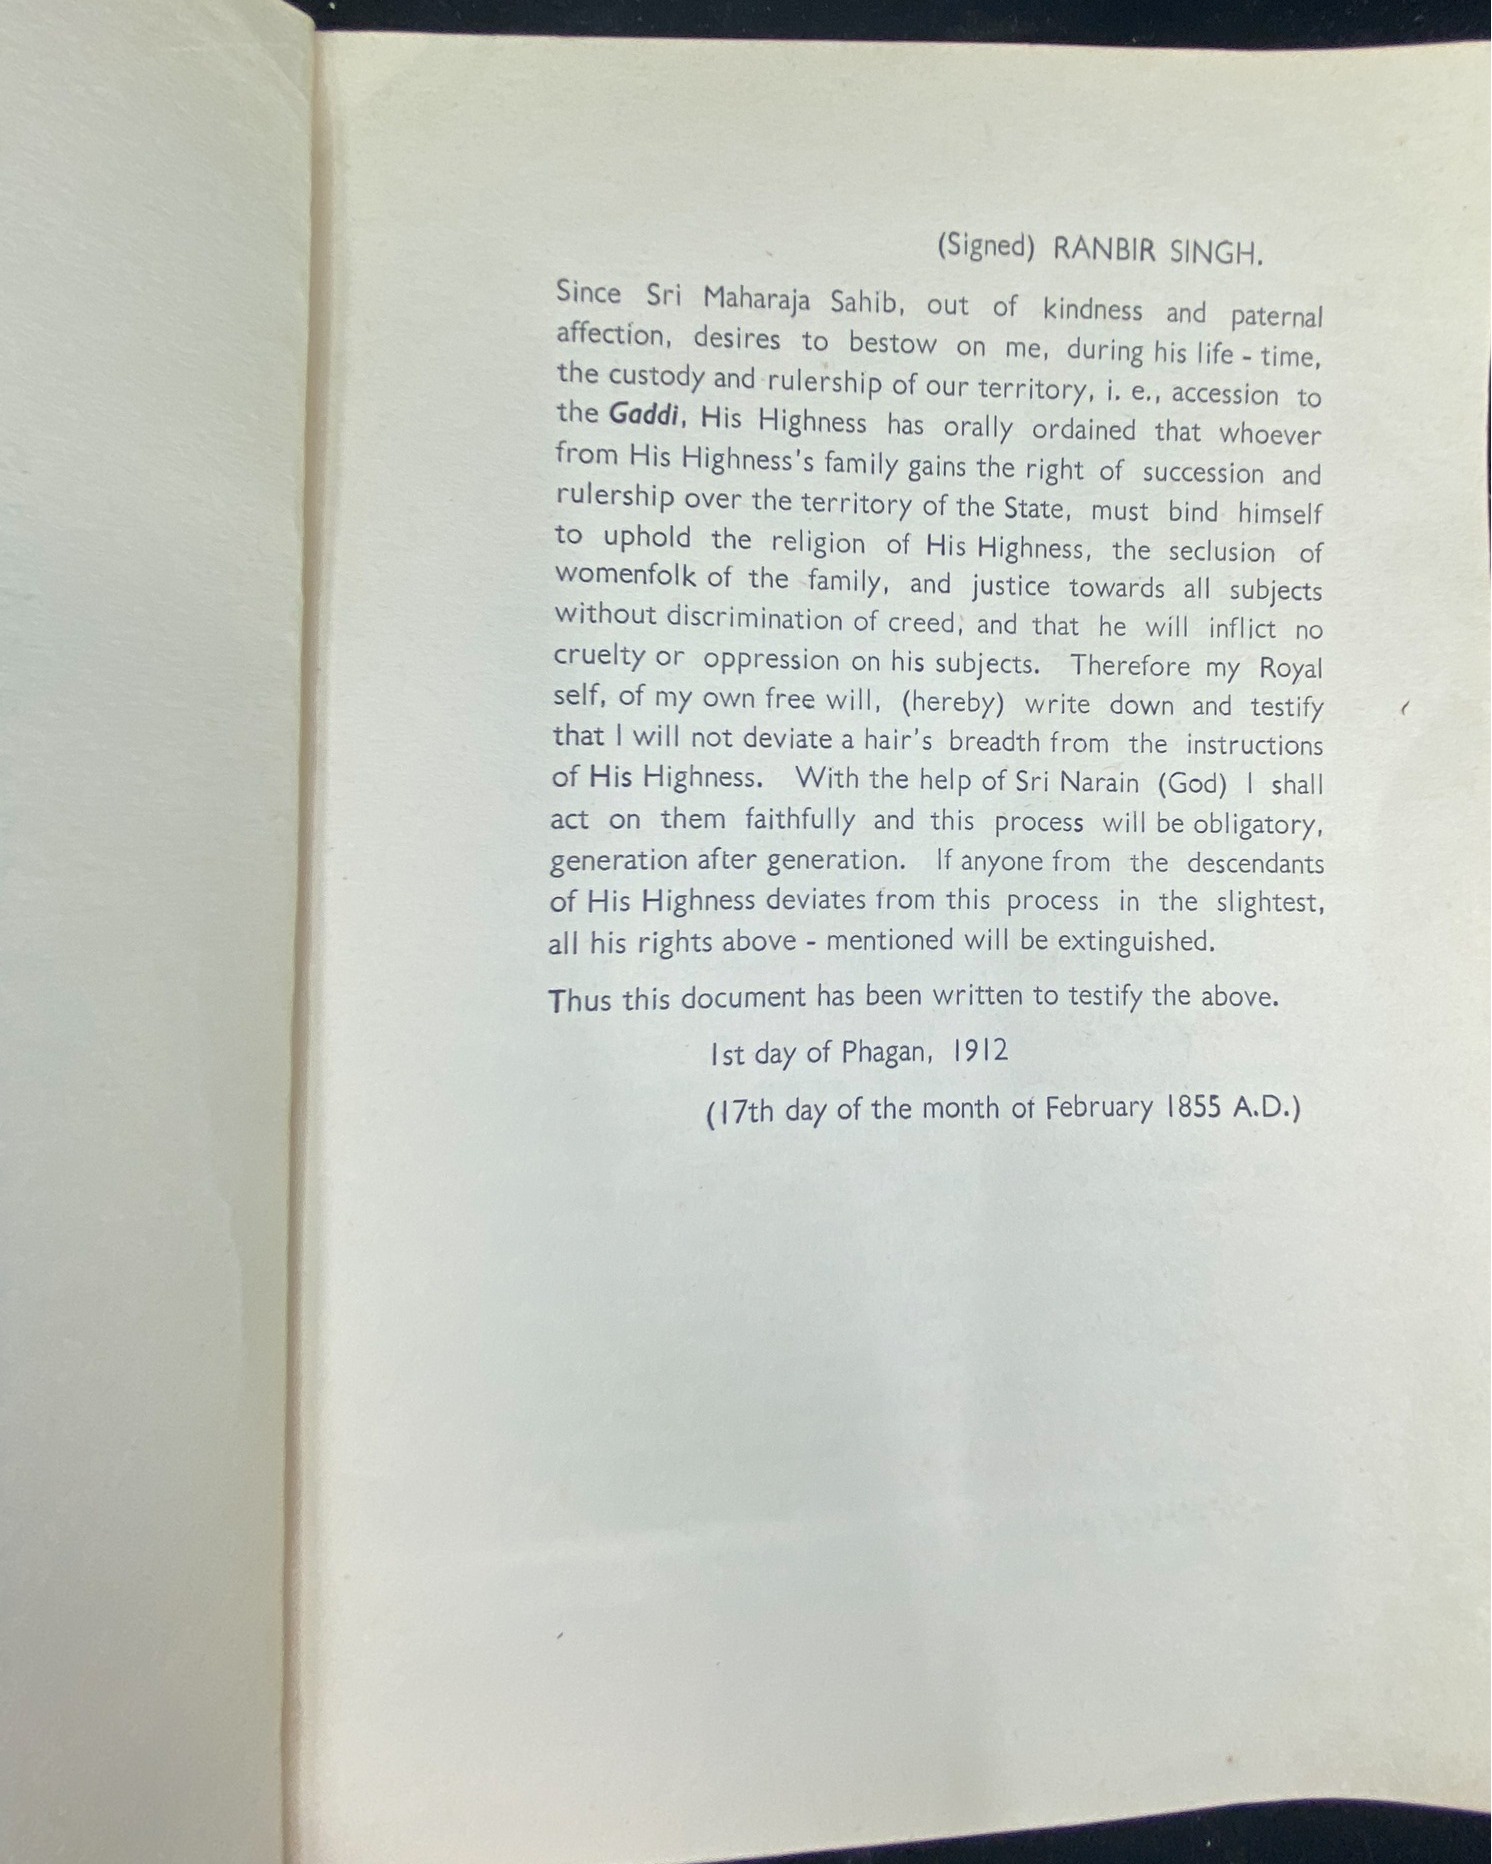 (Signed) RANBIR SINGH.
Since Sri Maharaja Sahib, out of kindness and paternal
affection, desires to bestow on me, during his life - time,
the custody and rulership of our territory, i. e., accession to
the Gaddi, His Highness has orally ordained that whoever
from His Highness's family gains the right of succession and
rulership over the territory of the State, must bind himself
to uphold the religion of His Highness, the seclusion of
womenfolk of the family, and justice towards all subjects
without discrimination of creed, and that he will inflict no
cruelty or oppression on his subjects. Therefore my Royal
self, of my own free will, (hereby) write down and testify
that I will not deviate a hair's breadth from the instructions
of His Highness. With the help of Sri Narain (God) I shall
act on them faithfully and this process will be obligatory,
generation after generation. If anyone from the descendants
of His Highness deviates from this process in the slightest,
all his rights above - mentioned will be extinguished.
Thus this document has been written to testify the above.
1st day of Phagan, 1912
(17th day of the month of February 1855 A.D.)